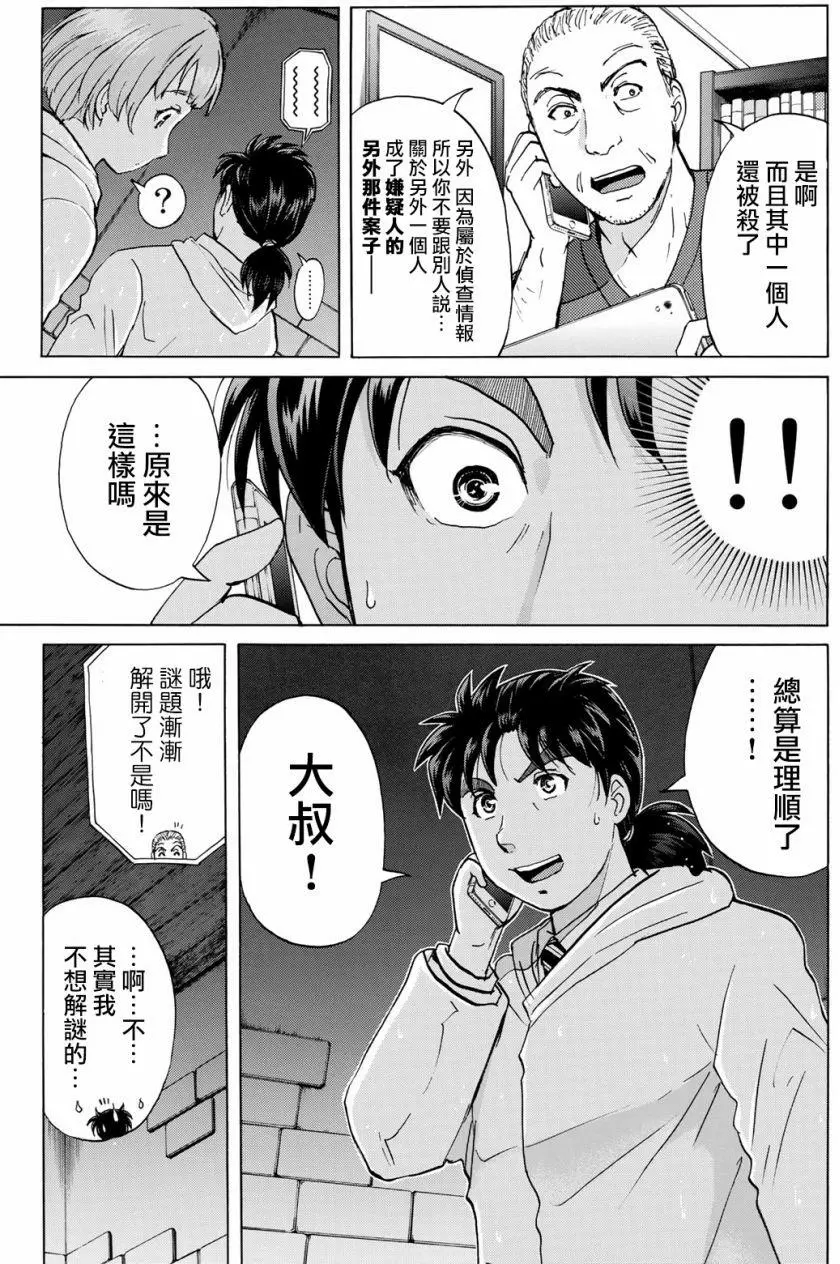 是啊
而且其中一個人
還被殺了
另外 因為屬於偵查情報
所以你不要跟別人說…
關於另外一個人
成了嫌疑人的
另外那件案子——
？
……
！！
…原來是
這樣嗎
總算是理順了
……！
大叔！
哦！
謎題漸漸
解開了不是嗎！
…啊…不…
其實我
不想解謎的…